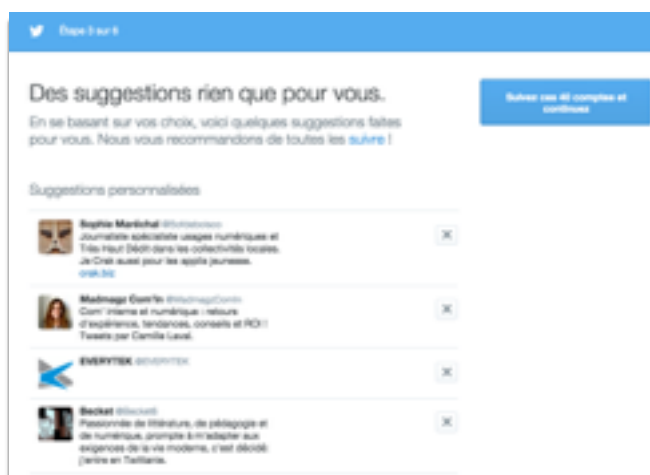 Étape 3 sur 6
Des suggestions rien que pour vous.
Suivez ces 40 comptes et
continuez
En se basant sur vos choix, voici quelques suggestions faites
pour vous. Nous vous recommandons de toutes les suivre !
Suggestions personnalisées
Sophie Maréchal
Journaliste spécialiste usages numériques et
Très Haut Débit dans les collectivités locales.
Je Crak aussi pour les applis jeunesse.
crak.biz
Madmagz Com'In @MadmagzComIn
Com' interne et numérique : retours
d'expérience, tendances, conseils et ROI !
Tweets par Camille Laval.
EVERYTEK @EVERYTEK
Becket
Passionnée de littérature, de pédagogie et
de numérique, prompte à m'adapter aux
exigences de la vie moderne, c'est décidé:
j'entre en Twittérie.